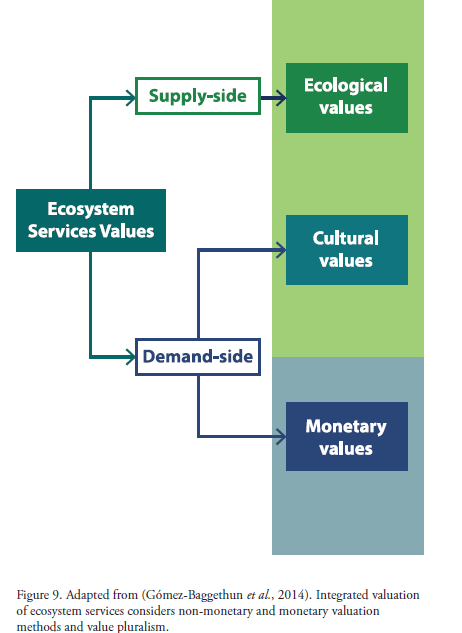 Supply-side
Ecological
values
Ecosystem
Services Values
Cultural
values
Demand-side
Monetary
values
Figure 9. Adapted from (Gómez-Baggethun et al., 2014). Integrated valuation
of ecosystem services considers non-monetary and monetary valuation
methods and value pluralism.